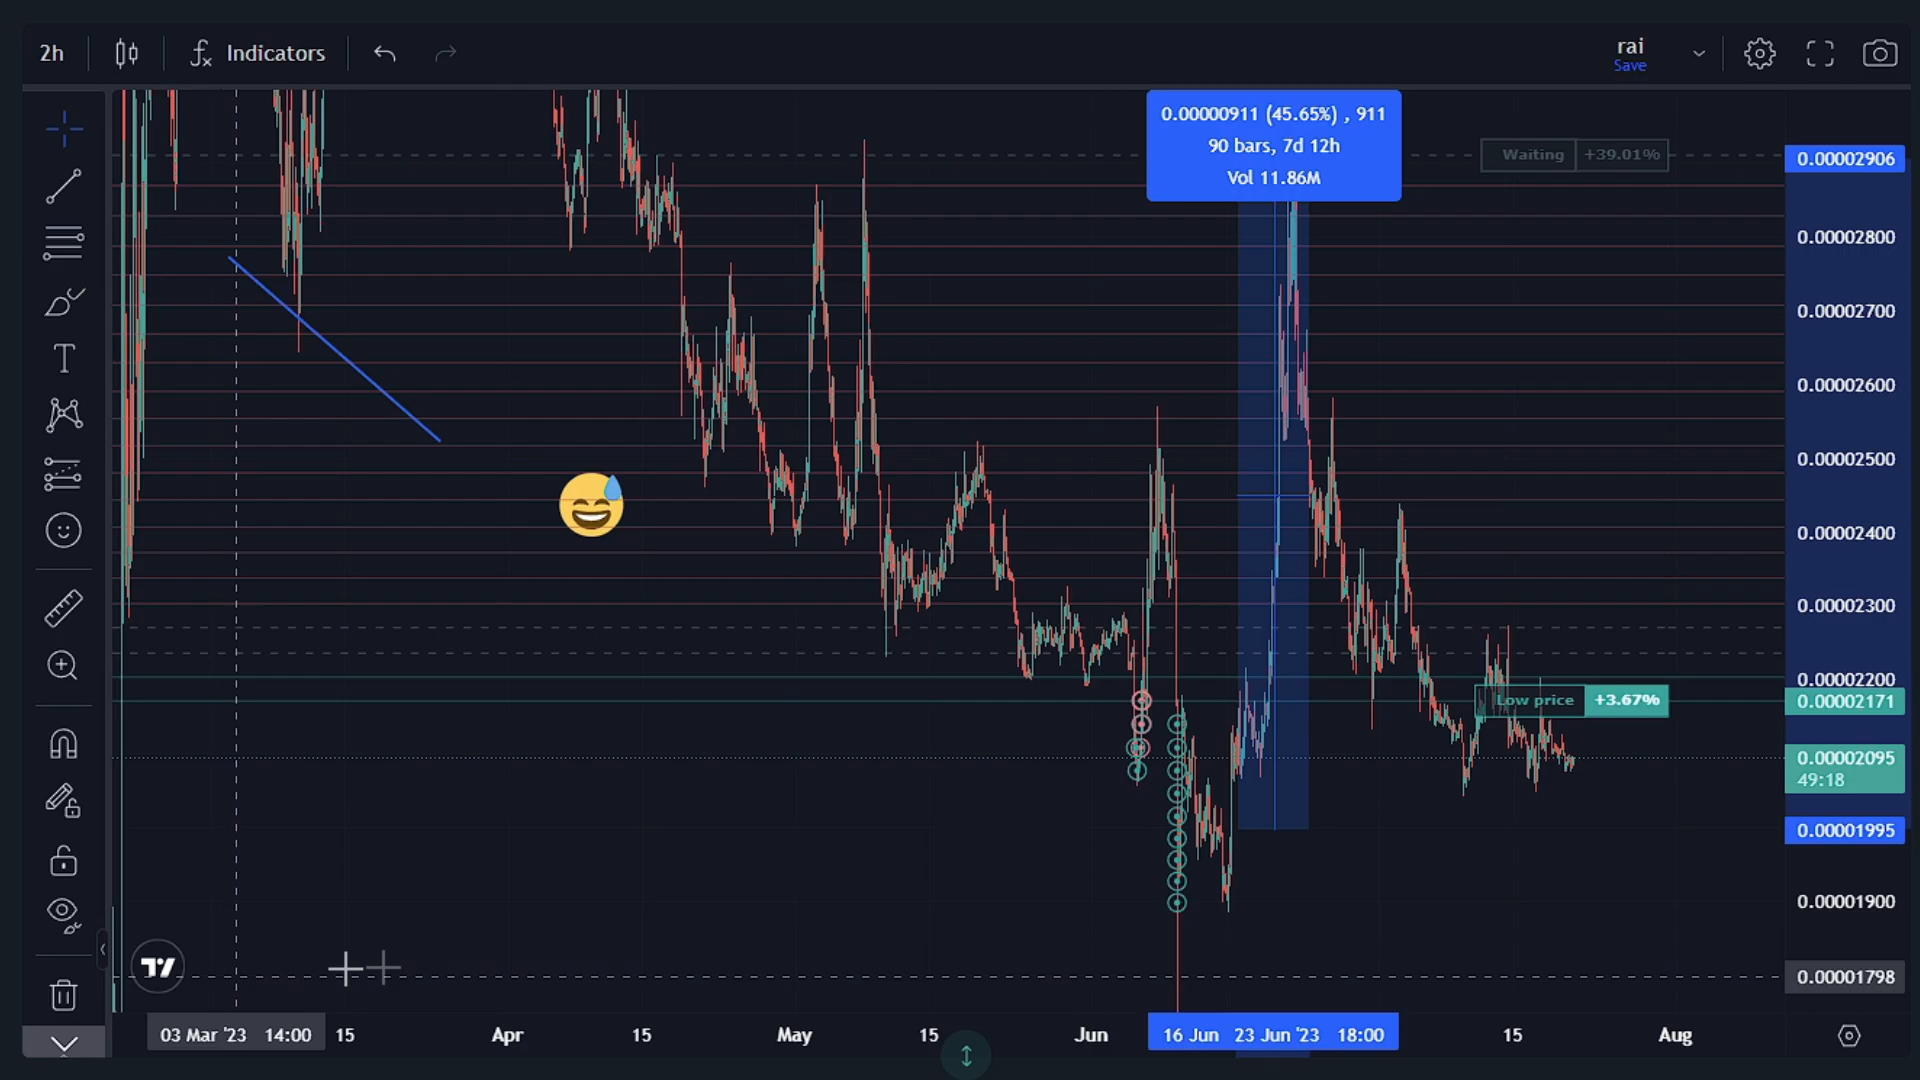 2h
Indicators
rai
Save
0.00000911 (45.65%) , 911
90 bars, 7d 12h
Vol 11.86M
Waiting +39.01%
0.00002906
0.00002800
0.00002700
0.00002600
0.00002500
0.00002400
0.00002300
0.00002200
Low price +3.67%
0.00002171
0.00002095
49:18
0.00001995
0.00001900
0.00001798
03 Mar '23 14:00 15 Apr 15 May 15 Jun 16 Jun 23 Jun '23 18:00 15 Aug